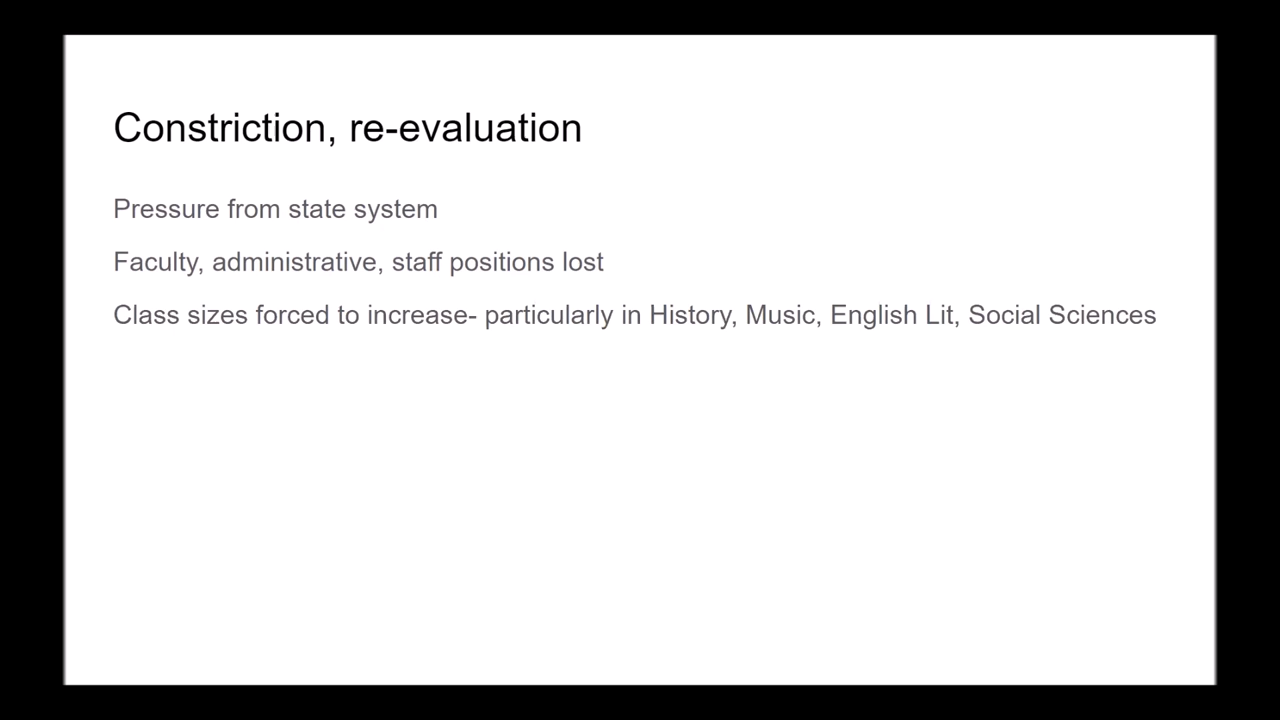 Constriction, re-evaluation
Pressure from state system
Faculty, administrative, staff positions lost
Class sizes forced to increase- particularly in History, Music, English Lit, Social Sciences